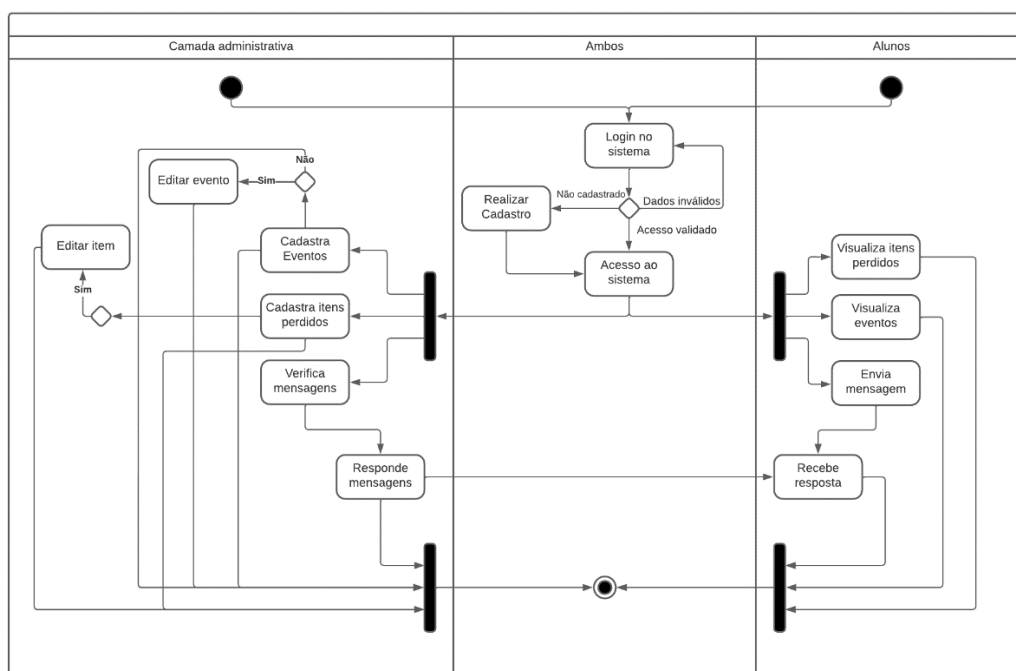 Camada administrativa
Ambos
Alunos
Login no
sistema
Não
Editar evento
Sim
Realizar
Cadastro
Não cadastrado
Dados inválidos
Acesso validado
Editar item
Cadastra
Eventos
Acesso ao
sistema
Visualiza itens
perdidos
Sim
Cadastra itens
perdidos
Visualiza
eventos
Verifica
mensagens
Envia
mensagem
Responde
mensagens
Recebe
resposta